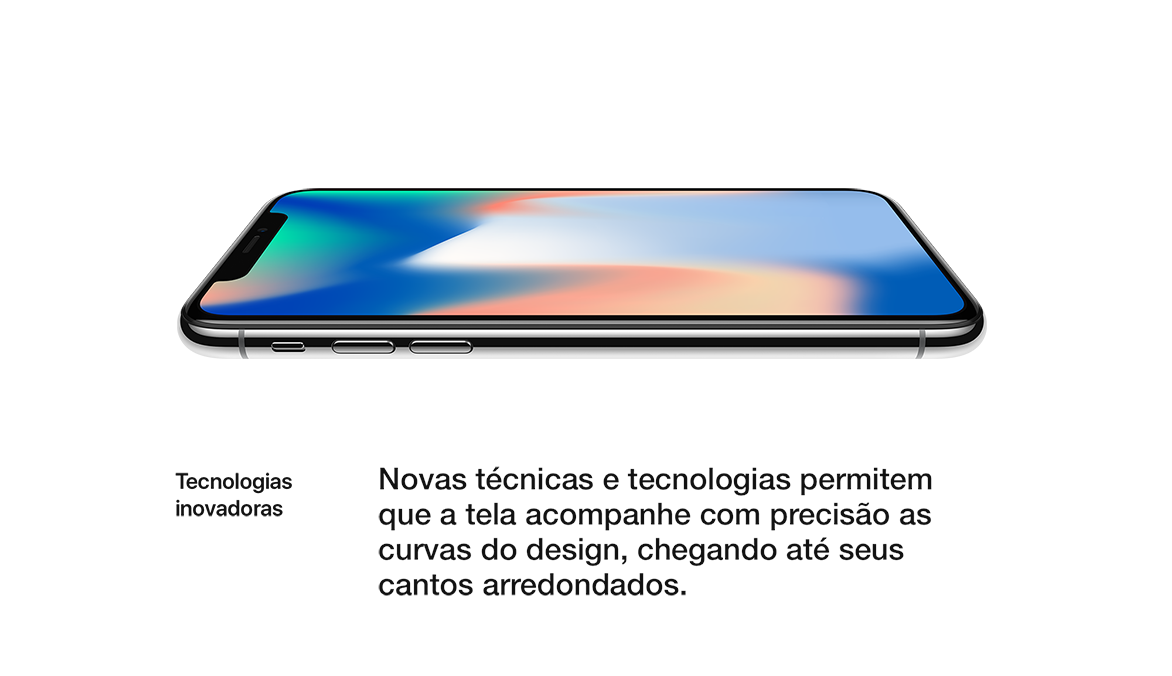 Tecnologias
inovadoras
Novas técnicas e tecnologias permitem
que a tela acompanhe com precisão as
curvas do design, chegando até seus
cantos arredondados.